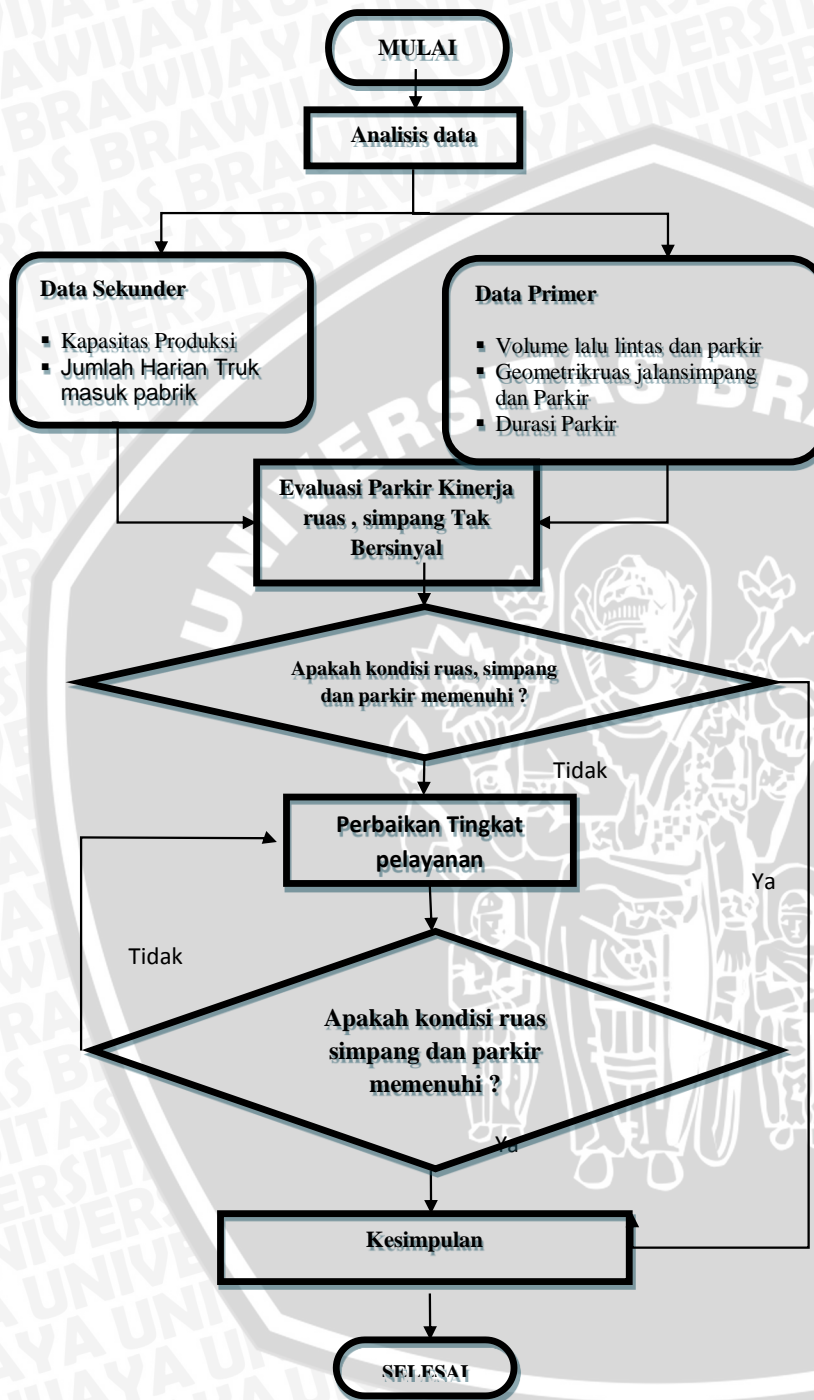 MULAI
Analisis data
Data Sekunder
▪ Kapasitas Produksi
▪ Jumlah Harian Truk
masuk pabrik
Data Primer
▪ Volume lalu lintas dan parkir
▪ Geometrikruas jalansimpang
dan Parkir
▪ Durasi Parkir
Evaluasi Parkir Kinerja
ruas , simpang Tak
Bersinyal
Apakah kondisi ruas, simpang
dan parkir memenuhi ?
Tidak
Perbaikan Tingkat
pelayanan
Ya
Tidak
Apakah kondisi ruas
simpang dan parkir
memenuhi ?
Ya
Kesimpulan
SELESAI
UNIVERSITAS BRA